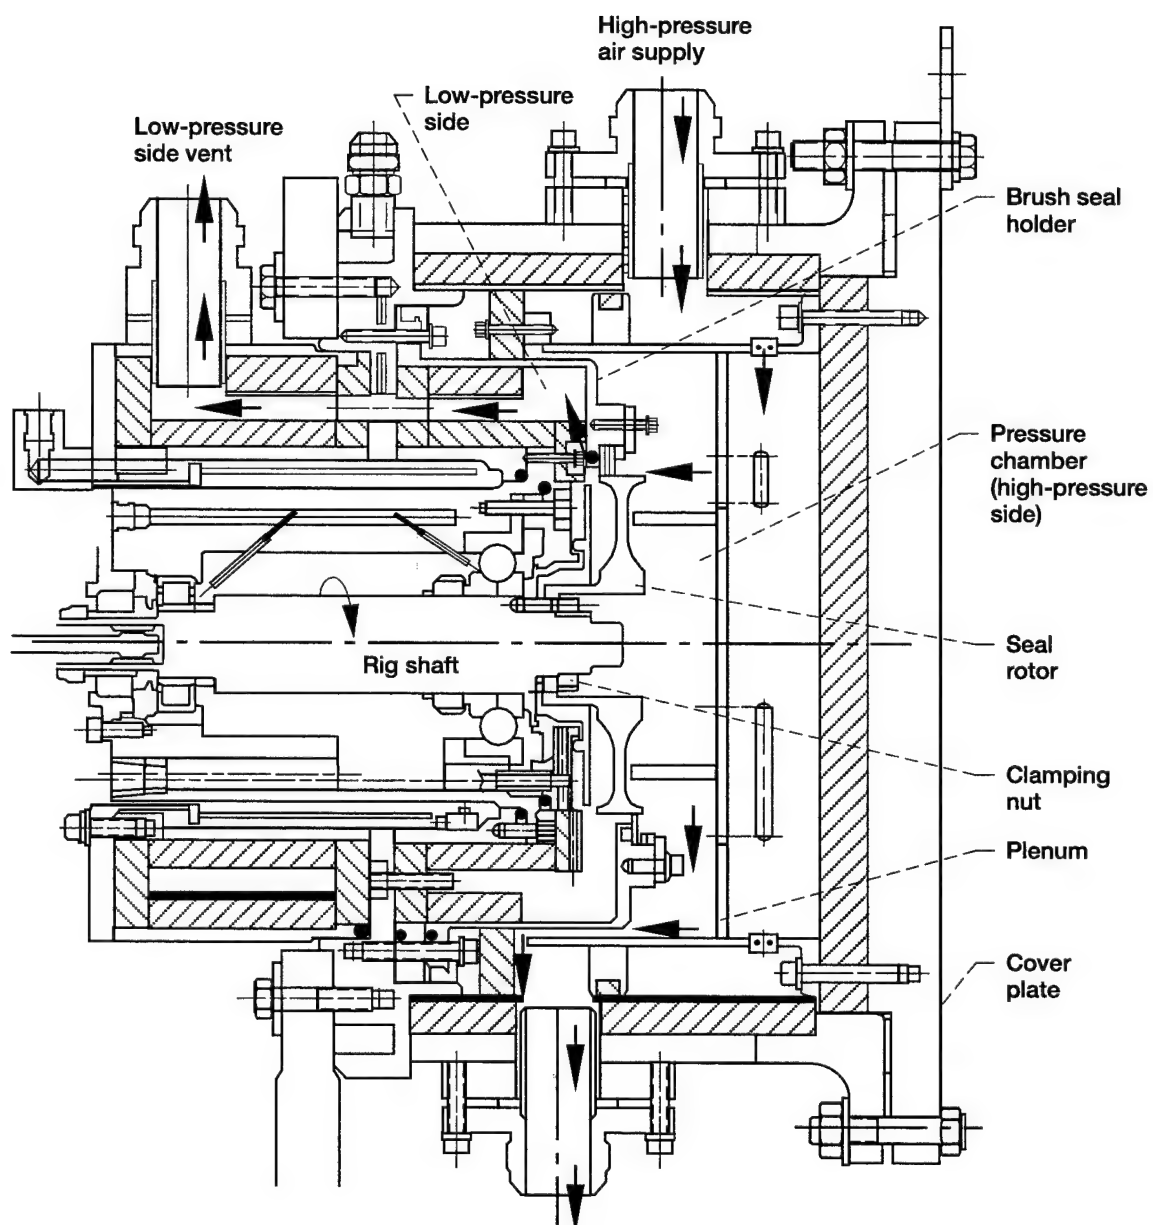 High-pressure
air supply
Low-pressure
side
Low-pressure
side vent
Brush seal
holder
Pressure
chamber
(high-pressure
side)
Rig shaft
Seal
rotor
Clamping
nut
Plenum
Cover
plate